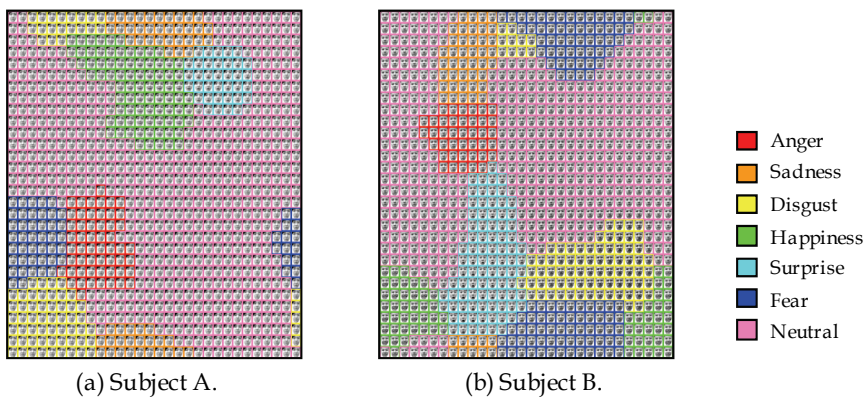 Anger
Sadness
Disgust
Happiness
Surprise
Fear
Neutral
(a) Subject A.
(b) Subject B.